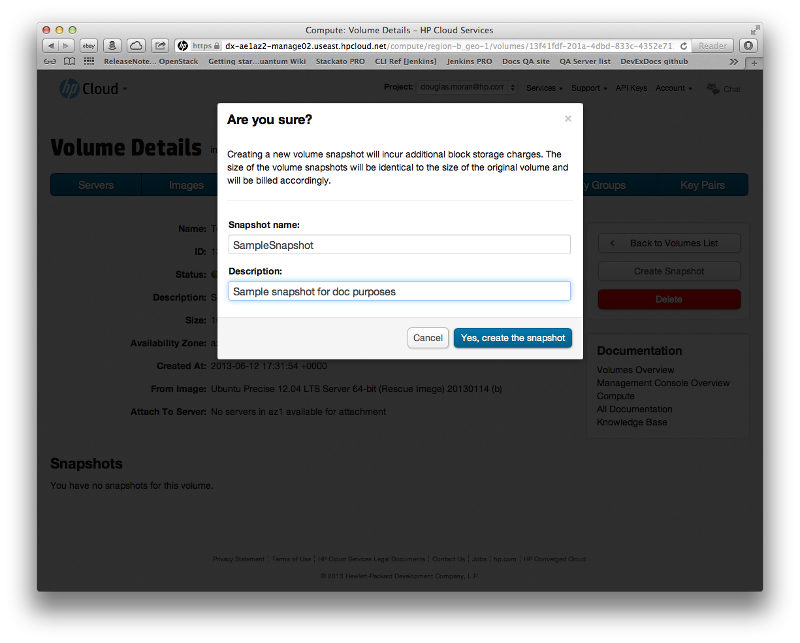 Compute: Volume Details – HP Cloud Services
ebay
https dx-ae1az2-manage02.useast.hpcloud.net/compute/region-b_geo-1/volumes/13f41fdf-201a-4dbd-833c-4352e71
Reader
ReleaseNote... OpenStack Getting star...uantum Wiki Stackato PRO CLI Ref [Jenkins] Jenkins PRO Docs QA site QA Server list DevExDocs github
hp Cloud
Project: douglas.moran@hp.com Services Support API Keys Account Chat
Are you sure?
×
Volume Details in
Creating a new volume snapshot will incur additional block storage charges. The
size of the volume snapshots will be identical to the size of the original volume and
will be billed accordingly.
Servers Images y Groups Key Pairs
Snapshot name:
SampleSnapshot
Description:
Sample snapshot for doc purposes
Cancel Yes, create the snapshot
Name:
ID:
Status:
Description: S
Size:
Availability Zone:
Created At: 2013-06-12 17:31:54 +0000
From Image: Ubuntu Precise 12.04 LTS Server 64-bit (Rescue Image) 20130114 (b)
Attach To Server: No servers in az1 available for attachment
Back to Volumes List
Create Snapshot
Delete
Documentation
Volumes Overview
Management Console Overview
Compute
All Documentation
Knowledge Base
Snapshots
You have no snapshots for this volume.
Privacy Statement | Terms of Use | HP Cloud Services Legal Documents | Contact Us | Jobs | hp.com | HP Converged Cloud
© 2013 Hewlett-Packard Development Company, L.P.